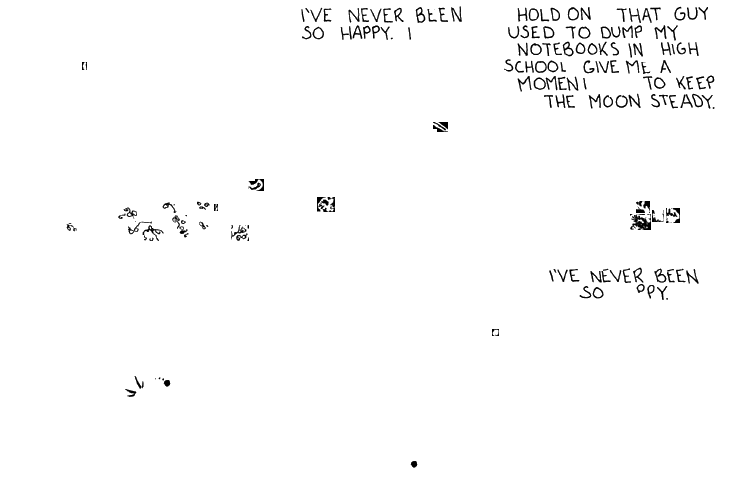 I'VE NEVER BEEN
SO HAPPY. I
HOLD ON THAT GUY
USED TO DUMP MY
NOTEBOOKS IN HIGH
SCHOOL GIVE ME A
TO KEEP
THE MOON STEADY.
I'VE NEVER BEEN
SO